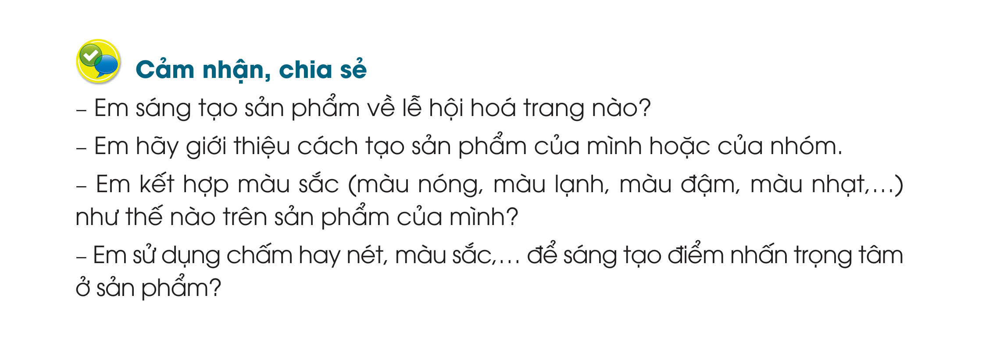 Cảm nhận, chia sẻ
– Em sáng tạo sản phẩm về lễ hội hoá trang nào?
– Em hãy giới thiệu cách tạo sản phẩm của mình hoặc của nhóm.
– Em kết hợp màu sắc (màu nóng, màu lạnh, màu đậm, màu nhạt,…)
như thế nào trên sản phẩm của mình?
– Em sử dụng chấm hay nét, màu sắc,… để sáng tạo điểm nhấn trọng tâm
ở sản phẩm?